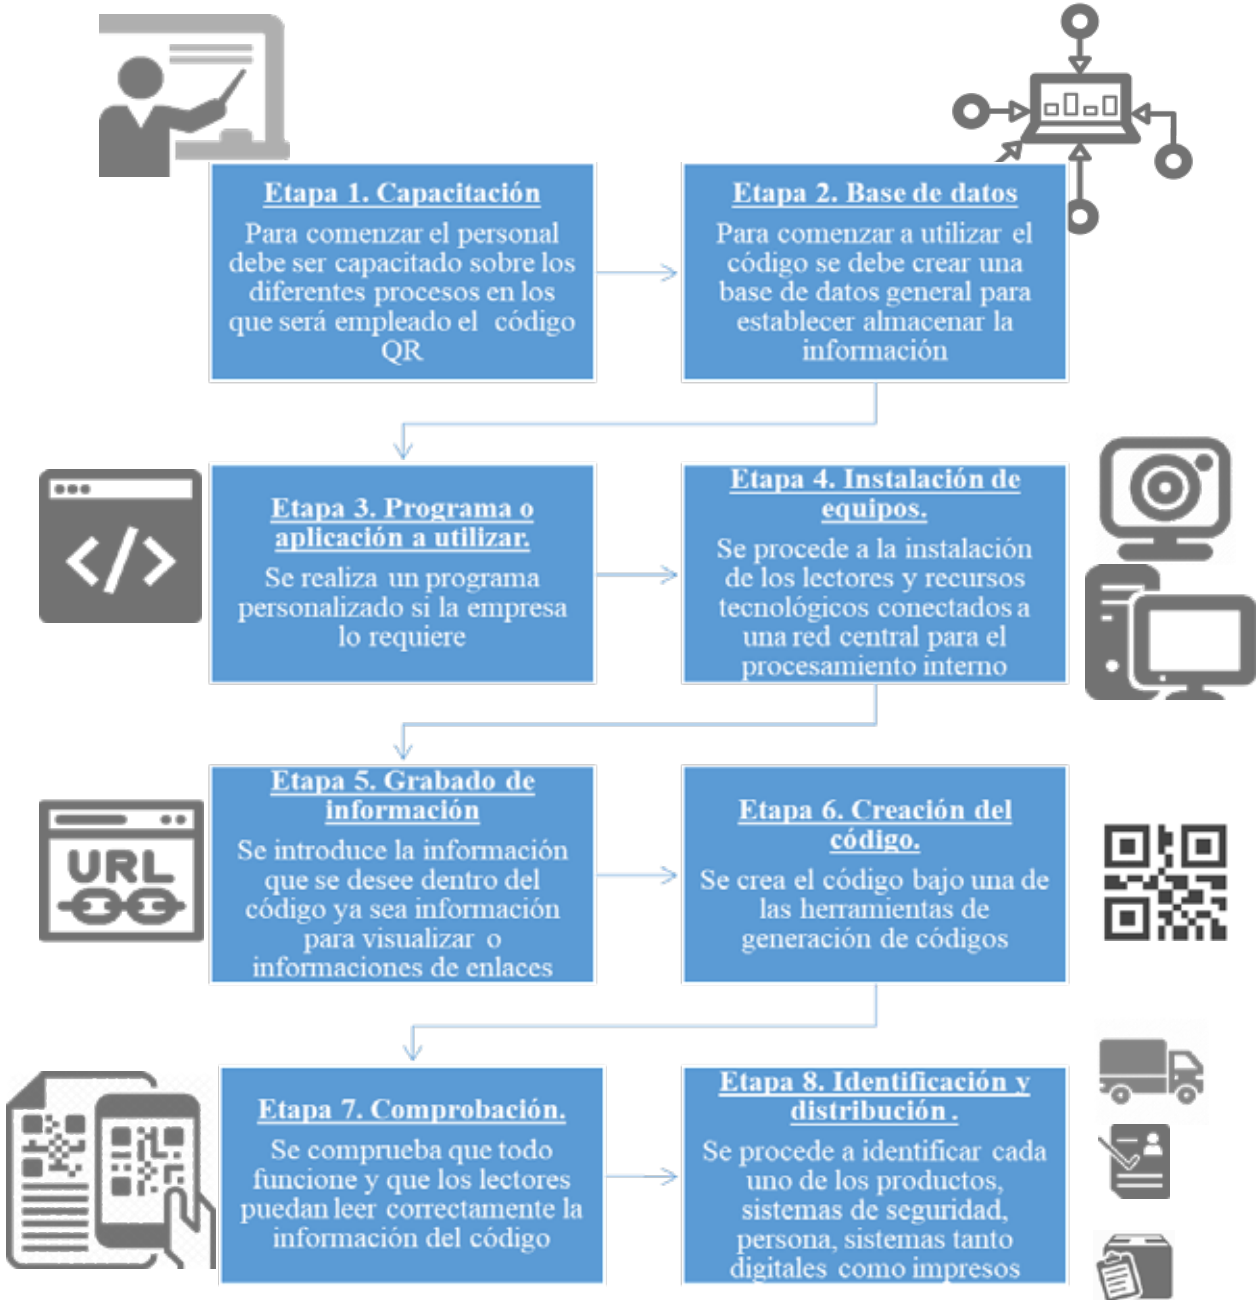 Etapa 1. Capacitación
Para comenzar el personal
debe ser capacitado sobre los
diferentes procesos en los
que será empleado el código
QR
Etapa 2. Base de datos
Para comenzar a utilizar el
código se debe crear una
base de datos general para
establecer almacenar la
información
Etapa 3. Programa o
aplicación a utilizar.
Se realiza un programa
personalizado si la empresa
lo requiere
Etapa 4. Instalación de
equipos.
Se procede a la instalación
de los lectores y recursos
tecnológicos conectados a
una red central para el
procesamiento interno
URL
Etapa 5. Grabado de
información
Se introduce la información
que se desee dentro del
código ya sea información
para visualizar o
informaciones de enlaces
Etapa 6. Creación del
código.
Se crea el código bajo una de
las herramientas de
generación de códigos
Etapa 7. Comprobación.
Se comprueba que todo
funcione y que los lectores
puedan leer correctamente la
información del código
Etapa 8. Identificación y
distribución .
Se procede a identificar cada
uno de los productos,
sistemas de seguridad,
persona, sistemas tanto
digitales como impresos